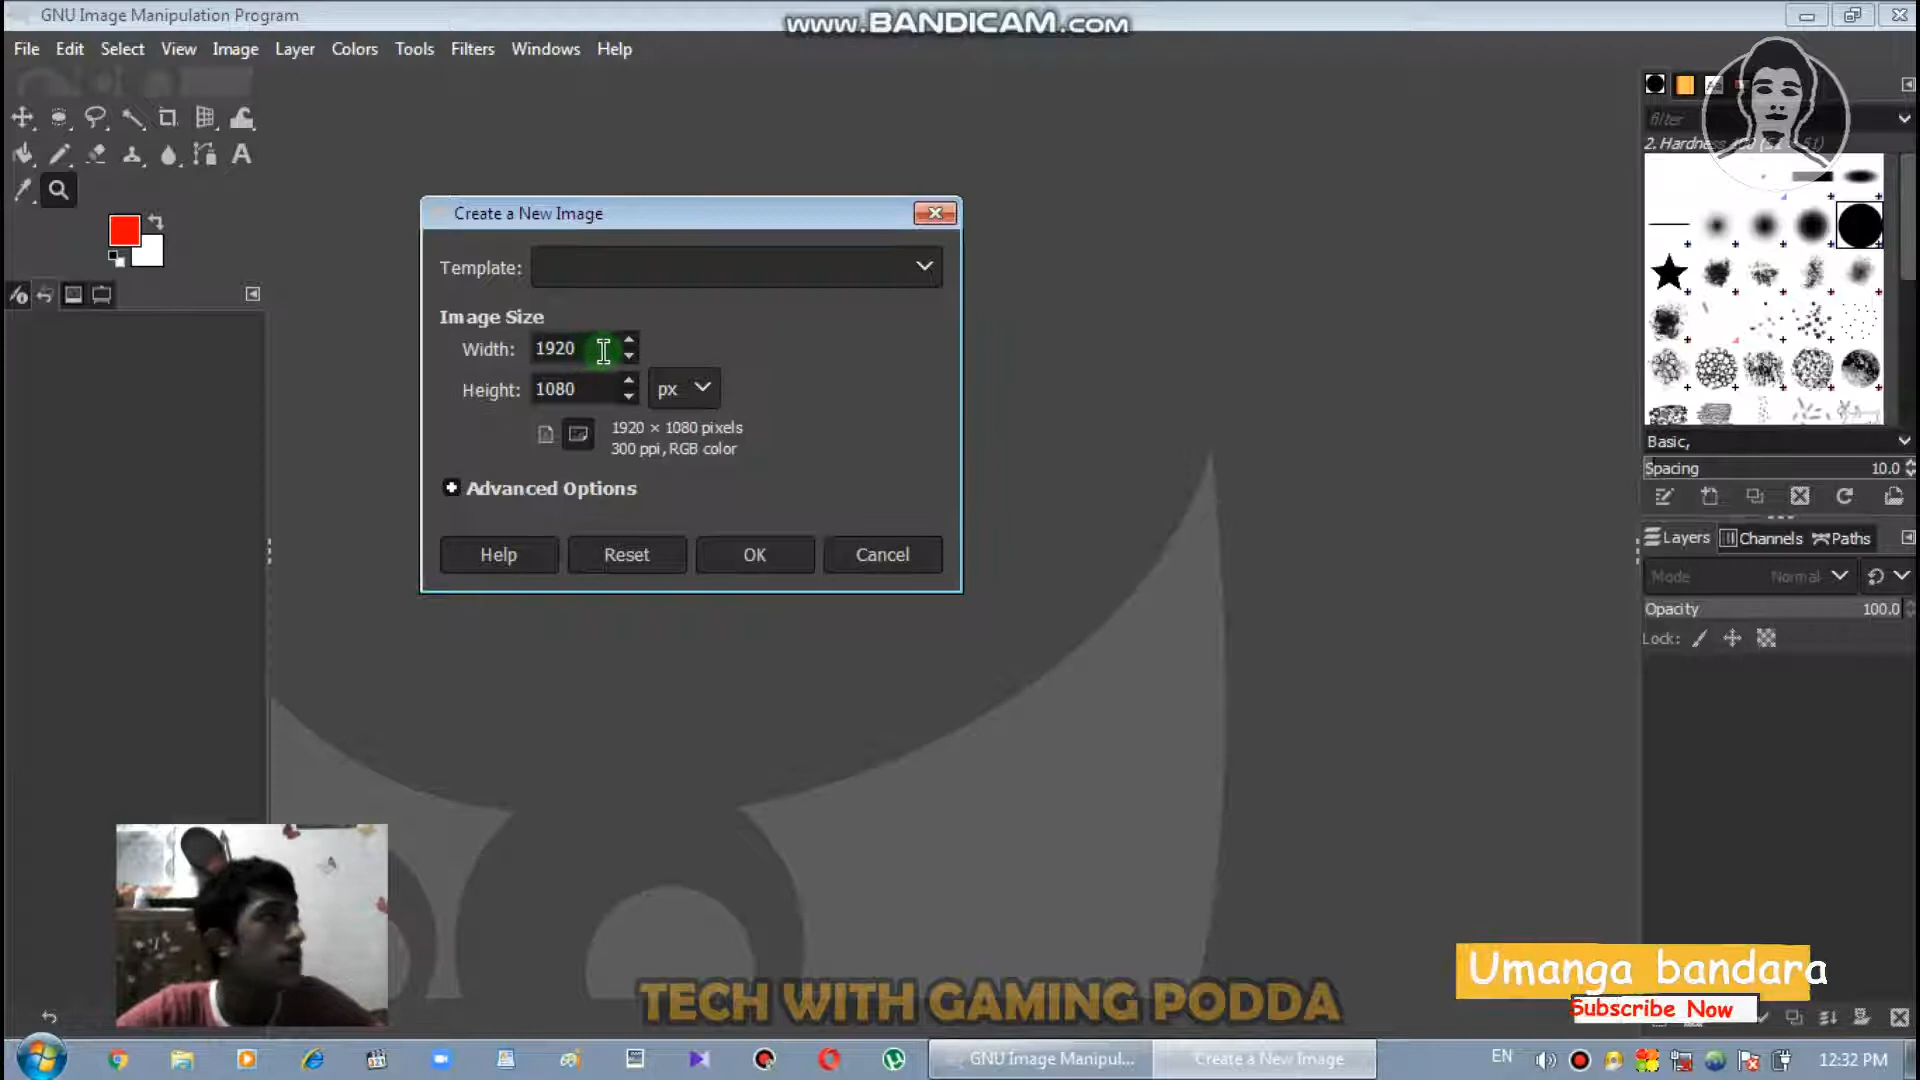 GNU Image Manipulation Program
www.BANDICAM.com
File Edit Select View Image Layer Colors Tools Filters Windows Help
filter
2. Hardness
Create a New Image
Template:
Image Size
Width: 1920
Height: 1080 px
1920 × 1080 pixels
300 ppi, RGB color
Advanced Options
Help Reset OK Cancel
Basic,
Spacing 10.0
Layers Channels Paths
Mode Normal
Opacity 100.0
Lock:
Umanga bandara
Subscribe Now
TECH WITH GAMING PODDA
GNU Image Manipul...
Create a New Image
EN
12:32 PM